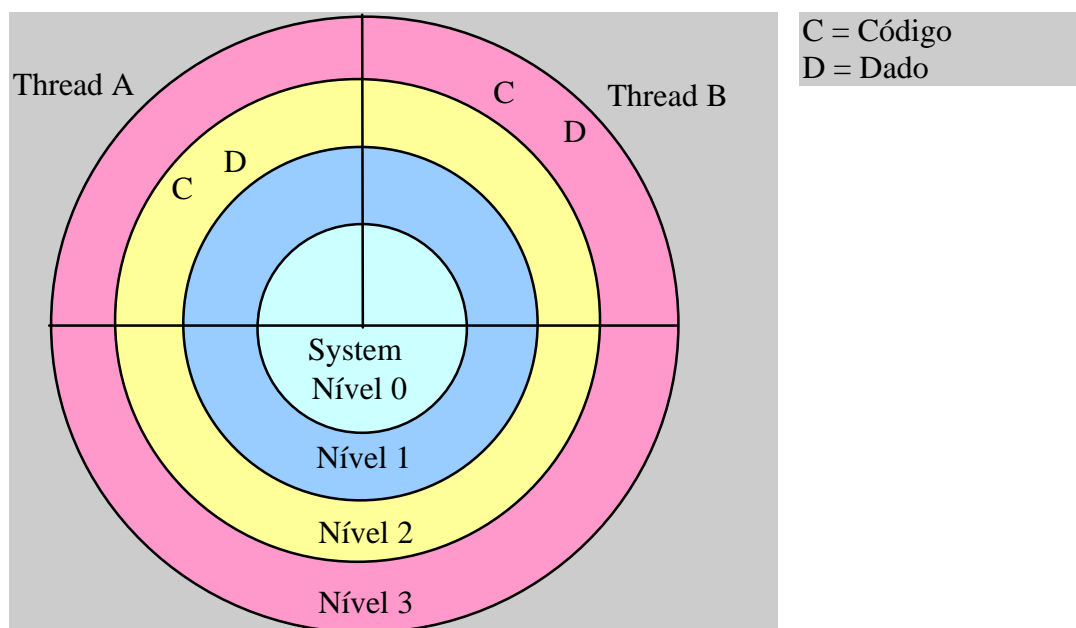 C = Código
D = Dado
Thread A
Thread B
C
D
D
C
System
Nível 0
Nível 1
Nível 2
Nível 3